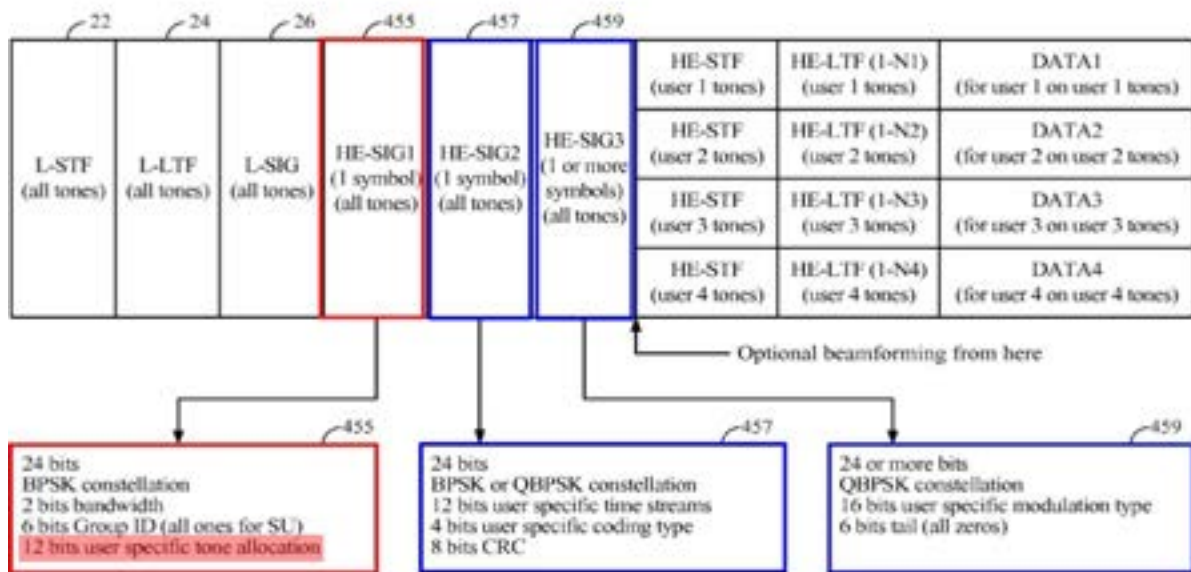 22
24
26
455
457
459
L-STF
(all tones)
L-LTF
(all tones)
L-SIG
(all tones)
HE-SIG1
(1 symbol)
(all tones)
HE-SIG2
(1 symbol)
(all tones)
HE-SIG3
(1 or more
symbols)
(all tones)
HE-STF
(user 1 tones)
HE-LTF (1-N1)
(user 1 tones)
DATA1
(for user 1 on user 1 tones)
HE-STF
(user 2 tones)
HE-LTF (1-N2)
(user 2 tones)
DATA2
(for user 2 on user 2 tones)
HE-STF
(user 3 tones)
HE-LTF (1-N3)
(user 3 tones)
DATA3
(for user 3 on user 3 tones)
HE-STF
(user 4 tones)
HE-LTF (1-N4)
(user 4 tones)
DATA4
(for user 4 on user 4 tones)
Optional beamforming from here
455
24 bits
BPSK constellation
2 bits bandwidth
6 bits Group ID (all ones for SU)
12 bits user specific tone allocation
457
24 bits
BPSK or QBPSK constellation
12 bits user specific time streams
4 bits user specific coding type
8 bits CRC
459
24 or more bits
QBPSK constellation
16 bits user specific modulation type
6 bits tail (all zeros)